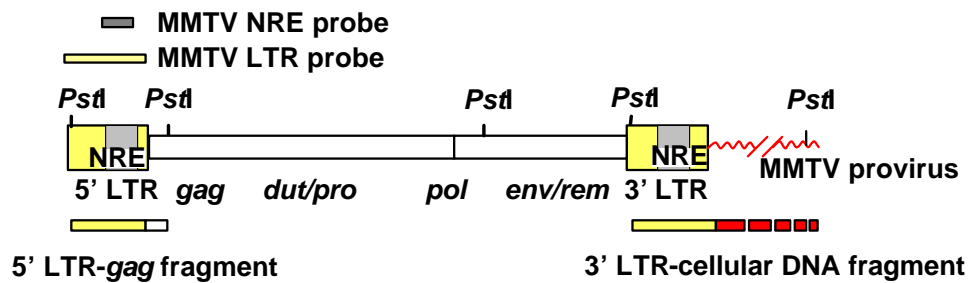 MMTV NRE probe
MMTV LTR probe
PstI PstI PstI PstI PstI
NRE NRE
MMTV provirus
5’ LTR gag dut/pro pol env/rem 3’ LTR
5’ LTR-gag fragment 3’ LTR-cellular DNA fragment